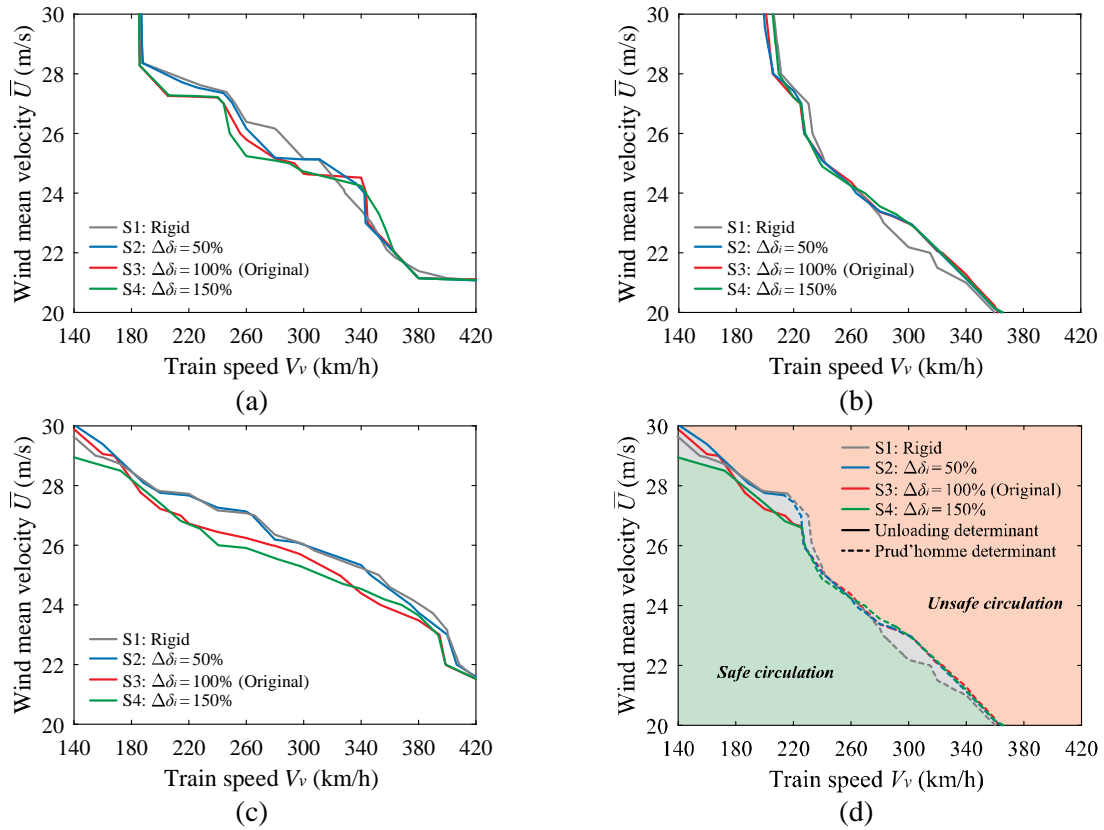 30
28
26
24
22
20
Wind mean velocity U̅ (m/s)
S1: Rigid
S2: Δδi = 50%
S3: Δδi = 100% (Original)
S4: Δδi = 150%
140 180 220 260 300 340 380 420
Train speed Vv (km/h)
(a)
30
28
26
24
22
20
Wind mean velocity U̅ (m/s)
S1: Rigid
S2: Δδi = 50%
S3: Δδi = 100% (Original)
S4: Δδi = 150%
140 180 220 260 300 340 380 420
Train speed Vv (km/h)
(b)
30
28
26
24
22
20
Wind mean velocity U̅ (m/s)
S1: Rigid
S2: Δδi = 50%
S3: Δδi = 100% (Original)
S4: Δδi = 150%
140 180 220 260 300 340 380 420
Train speed Vv (km/h)
(c)
30
28
26
24
22
20
Wind mean velocity U̅ (m/s)
S1: Rigid
S2: Δδi = 50%
S3: Δδi = 100% (Original)
S4: Δδi = 150%
Unloading determinant
Prud'homme determinant
Unsafe circulation
Safe circulation
140 180 220 260 300 340 380 420
Train speed Vv (km/h)
(d)